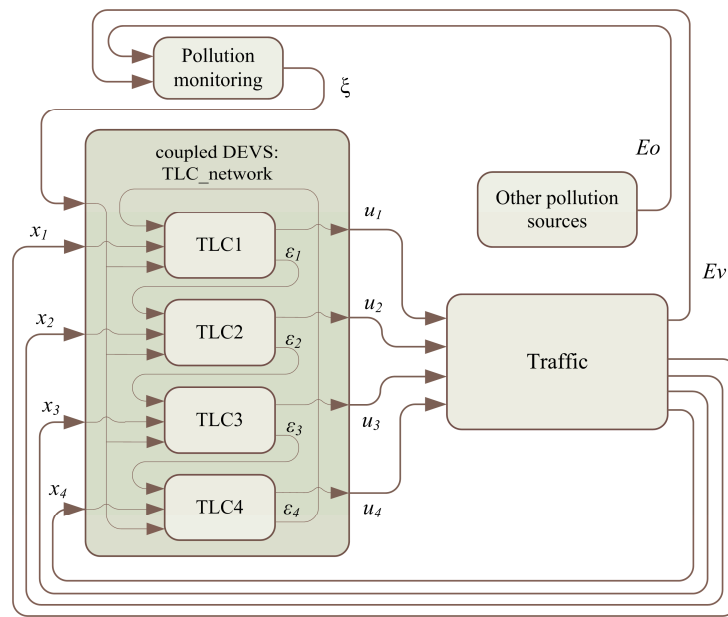 Pollution
monitoring
ξ
coupled DEVS:
TLC_network
Eo
Other pollution
sources
x1
u1
TLC1
ε1
Ev
x2
u2
TLC2
ε2
Traffic
x3
u3
TLC3
ε3
x4
u4
TLC4
ε4